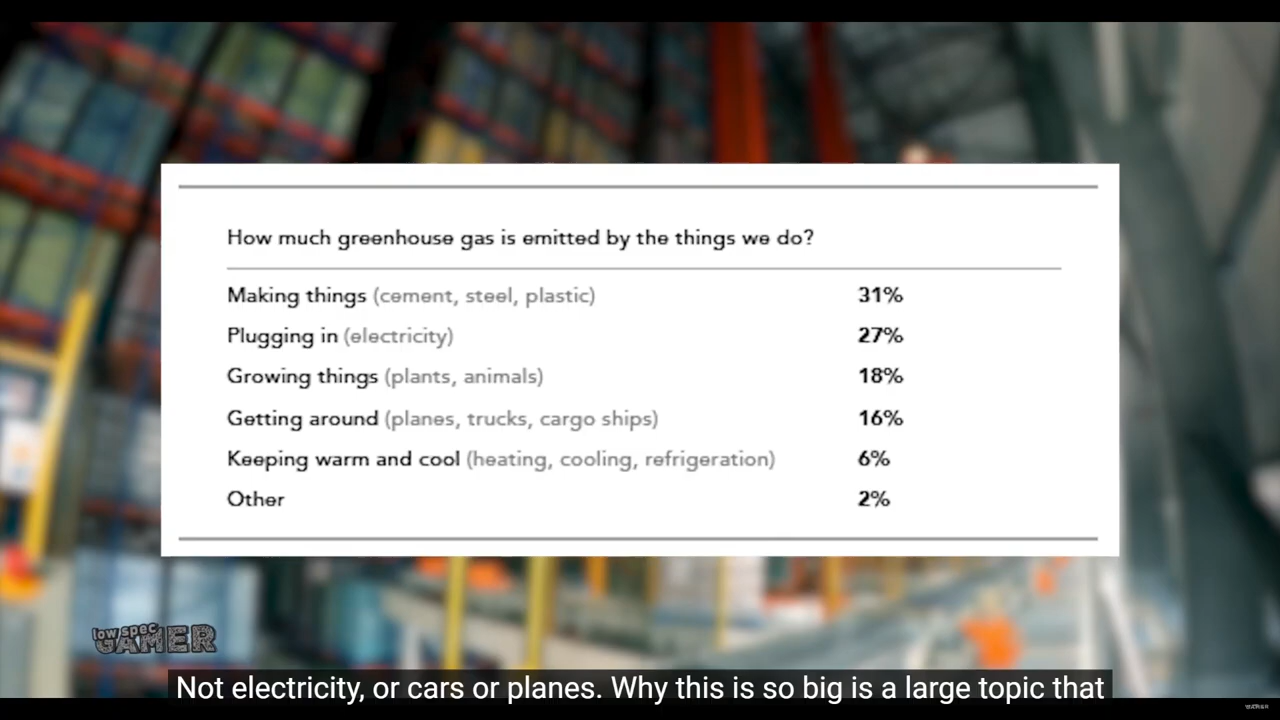 How much greenhouse gas is emitted by the things we do?
Making things (cement, steel, plastic) 31%
Plugging in (electricity) 27%
Growing things (plants, animals) 18%
Getting around (planes, trucks, cargo ships) 16%
Keeping warm and cool (heating, cooling, refrigeration) 6%
Other 2%
low spec
GAMER
Not electricity, or cars or planes. Why this is so big is a large topic that